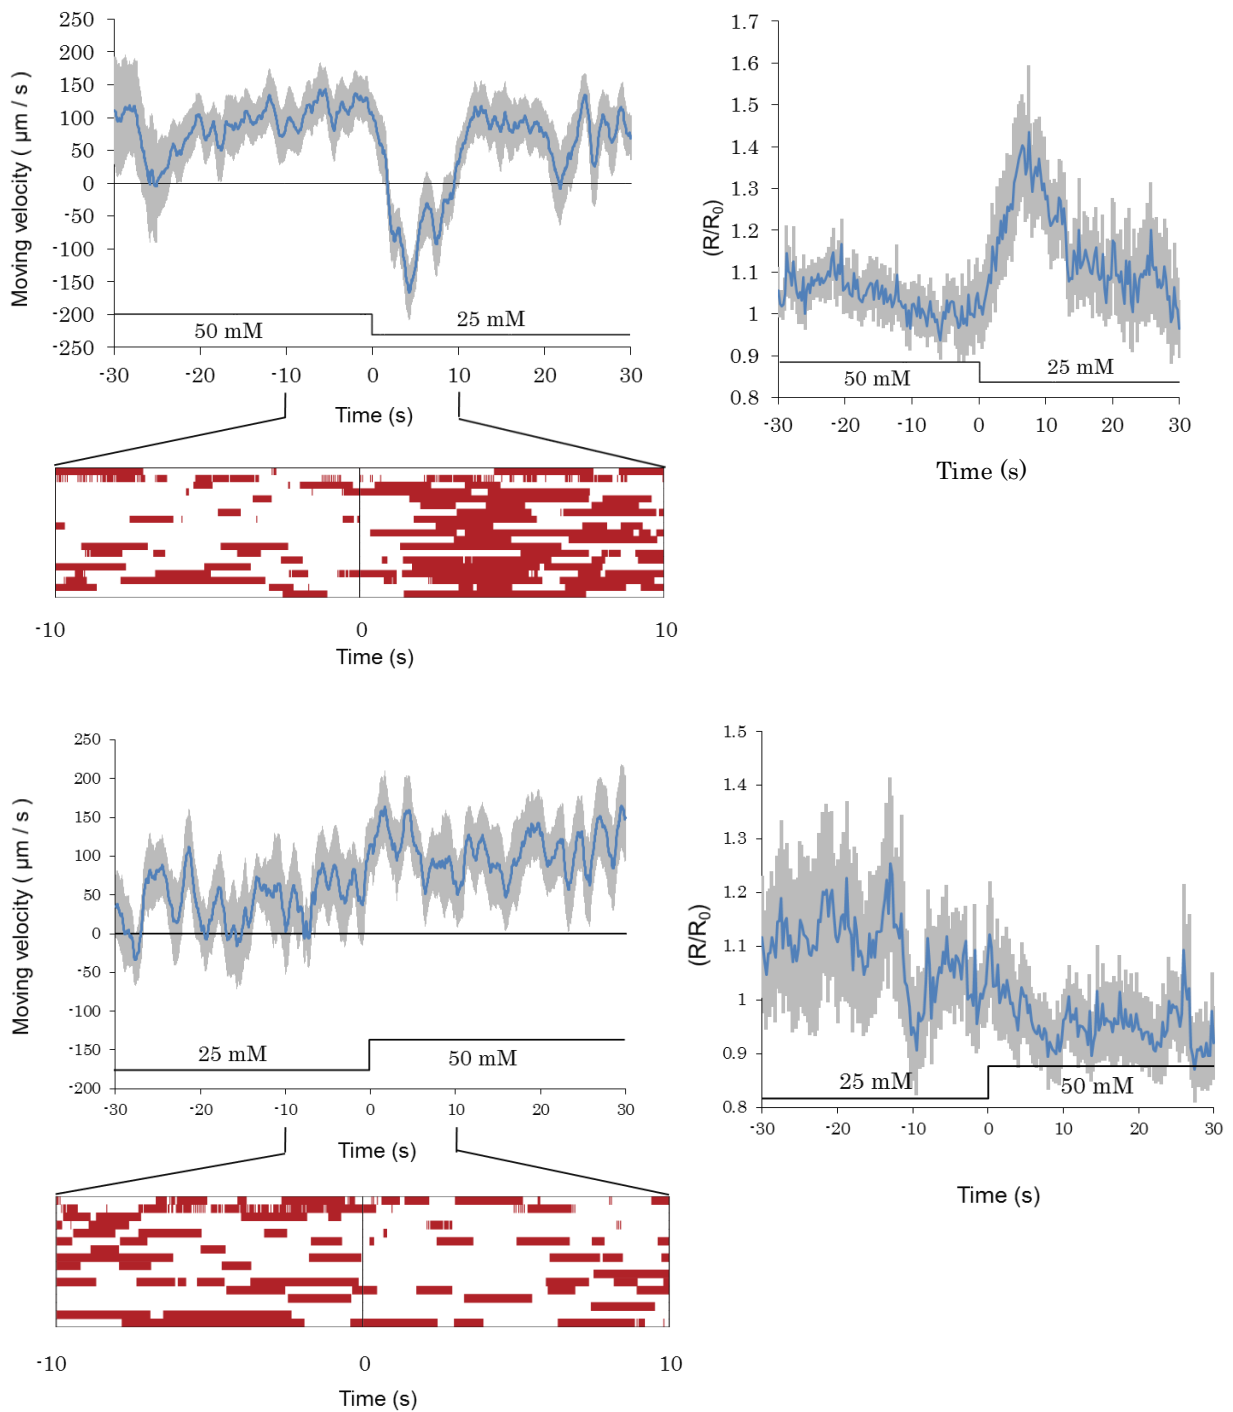 Moving velocity ( μm / s )
250
200
150
100
50
0
-50
-100
-150
-200
-250
50 mM
25 mM
-30 -20 -10 0 10 20 30
Time (s)
-10 0 10
Time (s)
(R/R0)
1.7
1.6
1.5
1.4
1.3
1.2
1.1
1
0.9
0.8
50 mM
25 mM
-30 -20 -10 0 10 20 30
Time (s)
Moving velocity ( μm / s )
250
200
150
100
50
0
-50
-100
-150
-200
25 mM
50 mM
-30 -20 -10 0 10 20 30
Time (s)
-10 0 10
Time (s)
(R/R0)
1.5
1.4
1.3
1.2
1.1
1
0.9
0.8
25 mM
50 mM
-30 -20 -10 0 10 20 30
Time (s)